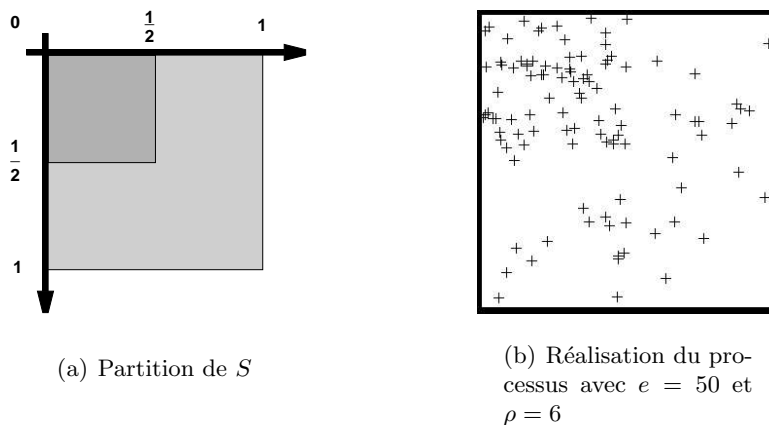 0
1/2
1
1/2
1
(a) Partition de S
(b) Réalisation du pro-
cessus avec e = 50 et
ρ = 6